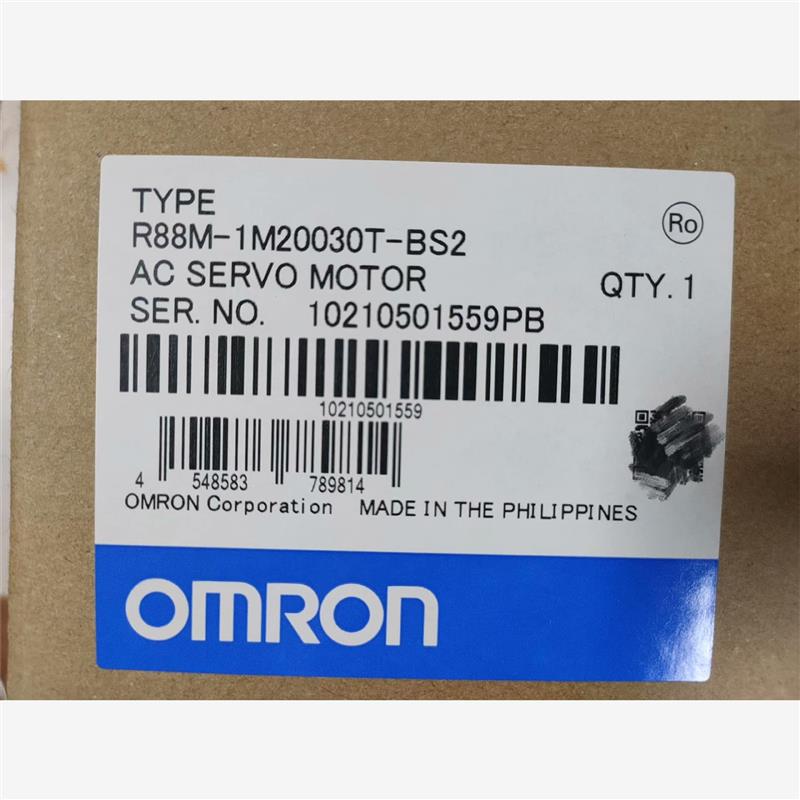 TYPE
Ro
R88M-1M20030T-BS2
AC SERVO MOTOR
QTY. 1
SER. NO. 10210501559PB
10210501559
4 548583 789814
OMRON Corporation MADE IN THE PHILIPPINES
OMRON